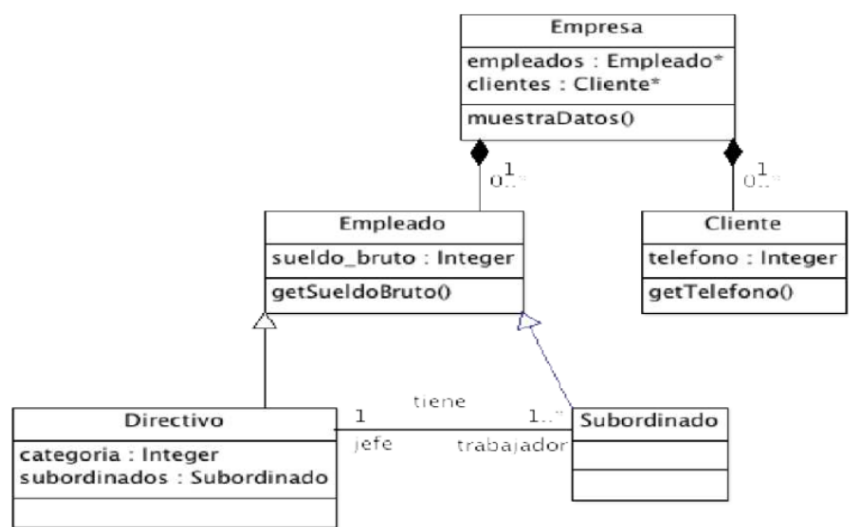 Empresa
empleados : Empleado*
clientes : Cliente*
muestraDatos()
1
0..*
1
0..*
Empleado
sueldo_bruto : Integer
getSueldoBruto()
Cliente
telefono : Integer
getTelefono()
tiene
1
1..*
jefe
trabajador
Directivo
categoria : Integer
subordinados : Subordinado
Subordinado